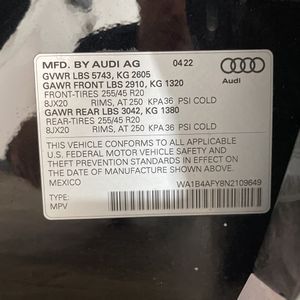 MFD. BY AUDI AG 04 22
GVWR LBS 5743, KG 2605
GAWR FRONT LBS 2910, KG 1320
FRONT-TIRES 255/45 R20
8JX20 RIMS, AT 250 KPA36 PSI COLD
GAWR REAR LBS 3042, KG 1380
REAR-TIRES 255/45 R20
8JX20 RIMS, AT 250 KPA36 PSI COLD
Audi
THIS VEHICLE CONFORMS TO ALL APPLICABLE
U.S. FEDERAL MOTOR VEHICLE SAFETY AND
THEFT PREVENTION STANDARDS IN EFFECT ON
THE DATE OF MANUFACTURE SHOWN ABOVE.
MEXICO WA1B4AFY8N2109649
TYPE:
MPV